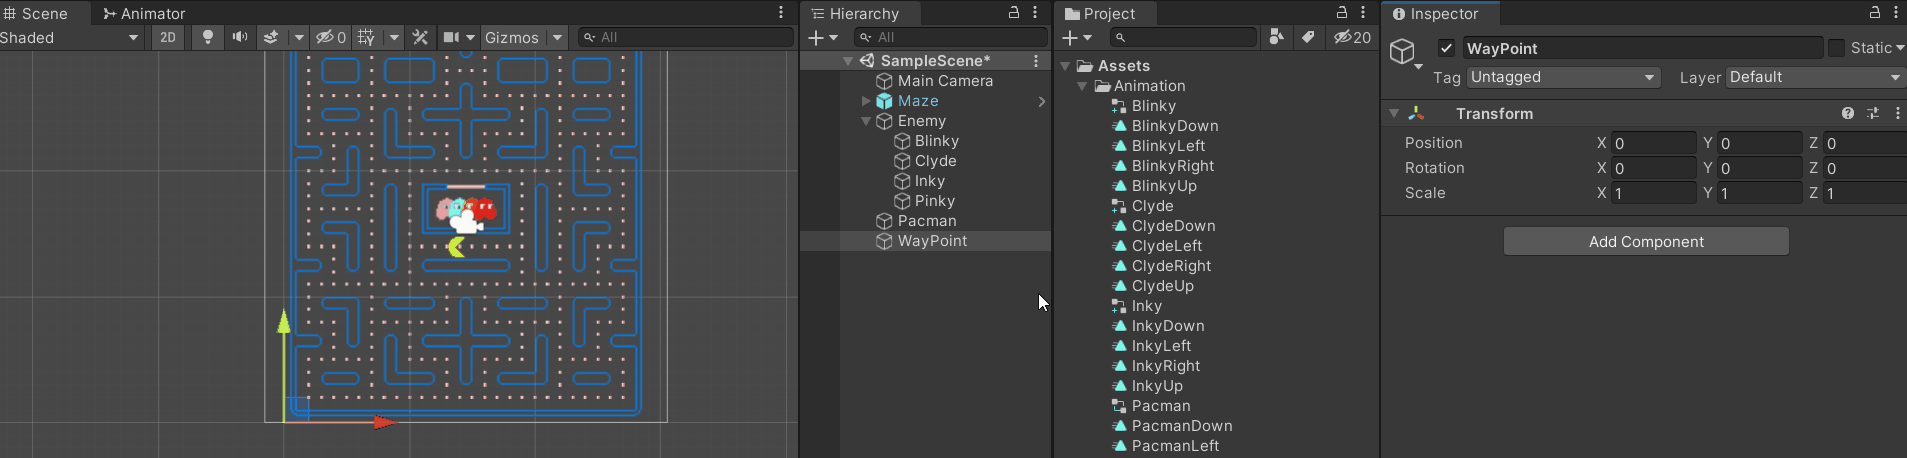 Scene
Animator
Shaded
2D
0
Gizmos
All
Hierarchy
All
SampleScene*
Main Camera
Maze
Enemy
Blinky
Clyde
Inky
Pinky
Pacman
WayPoint
Project
20
Assets
Animation
Blinky
BlinkyDown
BlinkyLeft
BlinkyRight
BlinkyUp
Clyde
ClydeDown
ClydeLeft
ClydeRight
ClydeUp
Inky
InkyDown
InkyLeft
InkyRight
InkyUp
Pacman
PacmanDown
PacmanLeft
Inspector
WayPoint Static
Tag Untagged Layer Default
Transform
Position X 0 Y 0 Z 0
Rotation X 0 Y 0 Z 0
Scale X 1 Y 1 Z 1
Add Component